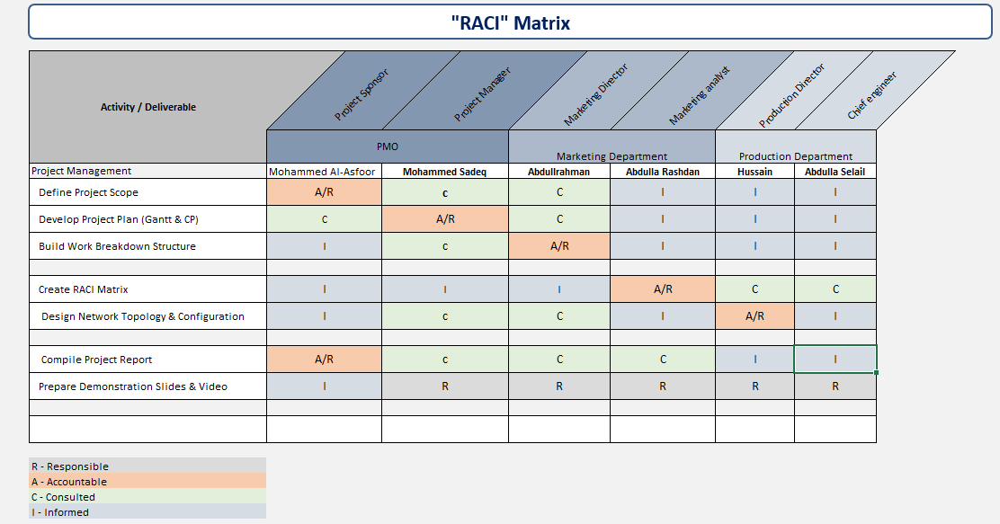 "RACI" Matrix
Activity / Deliverable
Project Sponsor
Project Manager
Marketing Director
Marketing analyst
Production Director
Chief engineer
PMO
Marketing Department
Production Department
Project Management Mohammed Al-Asfoor Mohammed Sadeq Abdullrahman Abdulla Rashdan Hussain Abdulla Selail
Define Project Scope A/R c C I I I
Develop Project Plan (Gantt & CP) C A/R C I I I
Build Work Breakdown Structure I c A/R I I I
Create RACI Matrix I I I A/R C C
Design Network Topology & Configuration I c C I A/R I
Compile Project Report A/R c C C I I
Prepare Demonstration Slides & Video I R R R R R
R - Responsible
A - Accountable
C - Consulted
I - Informed